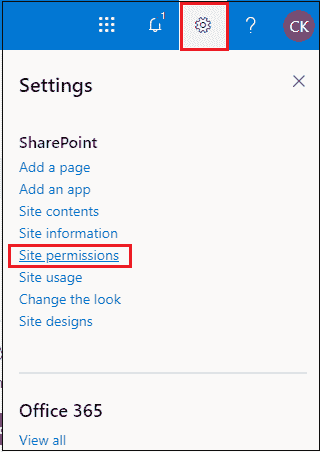 1
?
CK
Settings
SharePoint
Add a page
Add an app
Site contents
Site information
Site permissions
Site usage
Change the look
Site designs
Office 365
View all